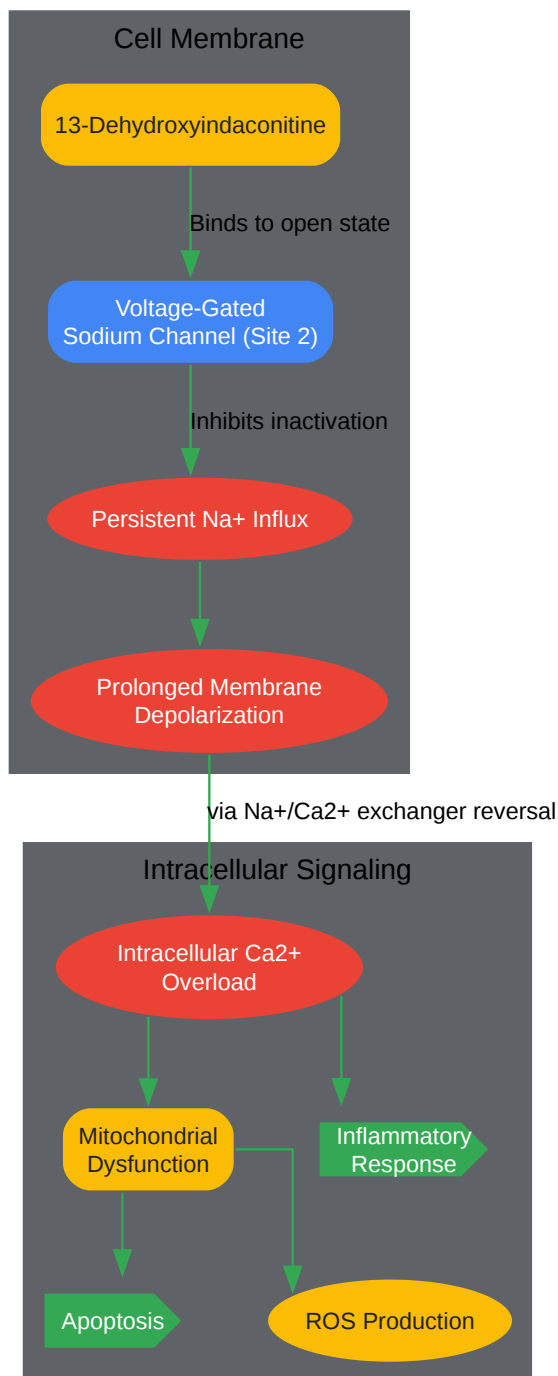 Cell Membrane
13-Dehydroxyindaconitine
Binds to open state
Voltage-Gated
Sodium Channel (Site 2)
Inhibits inactivation
Persistent Na+ Influx
Prolonged Membrane
Depolarization
via Na+/Ca2+ exchanger reversal
Intracellular Signaling
Intracellular Ca2+
Overload
Mitochondrial
Dysfunction
Inflammatory
Response
Apoptosis
ROS Production